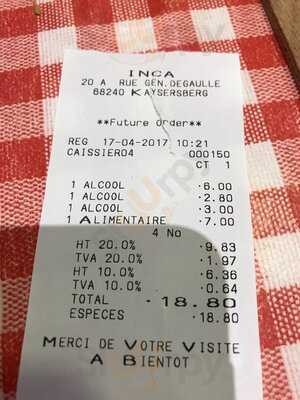 INCA
20 A RUE GÉN.DEGAULLE
68240 KAYSERSBERG
**Future Order**
REG 17-04-2017 10:21
CAISSIER04 000150
CT 1
1 ALCOOL ·6.00
1 ALCOOL ·2.80
1 ALCOOL ·3.00
1 ALIMENTAIRE ·7.00
4 No
HT 20.0% ·9.83
TVA 20.0% ·1.97
HT 10.0% ·6.36
TVA 10.0% ·0.64
TOTAL ·18.80
ESPECES ·18.80
MERCI DE VOTRE VISITE
A BIENTOT